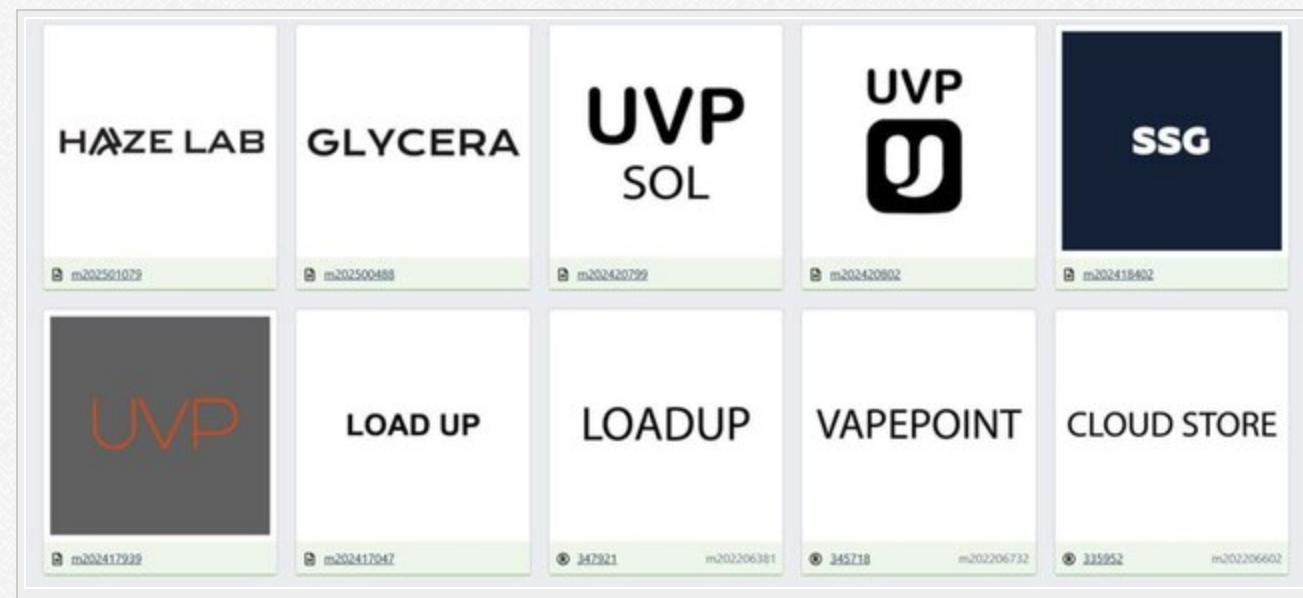 HAZE LAB
m202501079
GLYCERA
m202500488
UVP
SOL
m202420799
UVP
m202420802
SSG
m202418402
UVP
m202417939
LOAD UP
m202417047
LOADUP
347921 m202206381
VAPEPOINT
345718 m202206732
CLOUD STORE
335952 m202206602